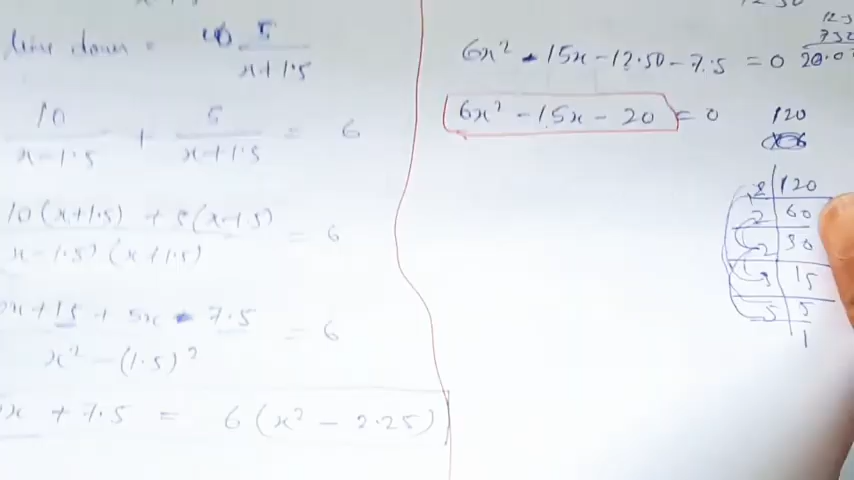 time down = 5/(x+1.5)
10/(x-1.5) + 5/(x+1.5) = 6
10(x+1.5) + 5(x-1.5) / x-1.5)(x+1.5) = 6
x+15 + 5x - 7.5 / x² - (1.5)² = 6
x + 7.5 = 6(x² - 2.25)
6x² - 15x - 12.50 - 7.5 = 0
6x² - 15x - 20 = 0
120
2 | 120
2 | 60
2 | 30
3 | 15
5 | 5
1